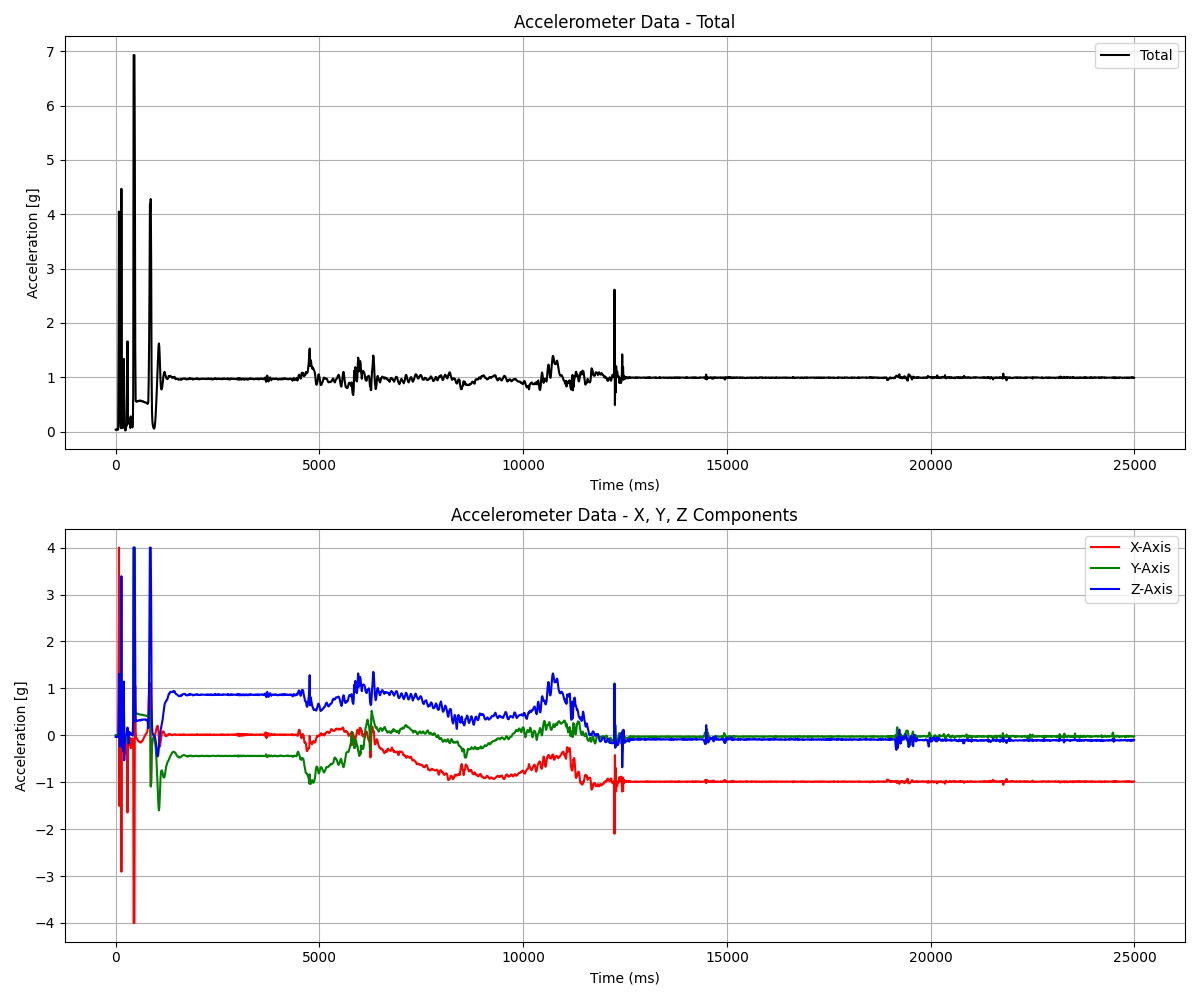 Accelerometer Data - Total
7
6
5
4
3
2
1
0
Acceleration [g]
Total
0
5000
10000
15000
20000
25000
Time (ms)
Accelerometer Data - X, Y, Z Components
4
3
2
1
0
−1
−2
−3
−4
Acceleration [g]
X-Axis
Y-Axis
Z-Axis
0
5000
10000
15000
20000
25000
Time (ms)